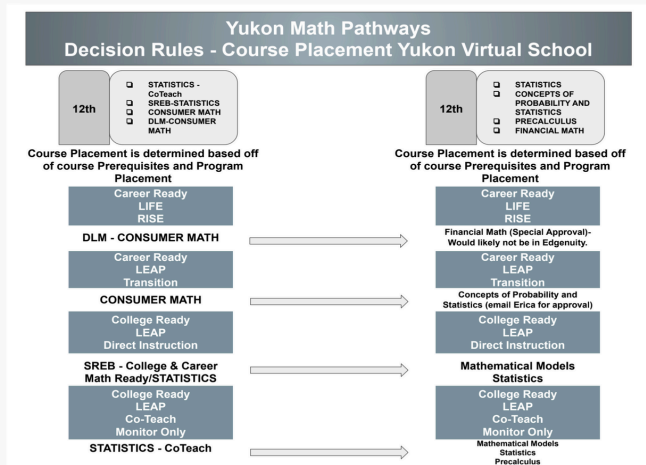 Yukon Math Pathways
Decision Rules - Course Placement Yukon Virtual School
12th
❑ STATISTICS -
CoTeach
❑ SREB-STATISTICS
❑ CONSUMER MATH
❑ DLM-CONSUMER
MATH
Course Placement is determined based off
of course Prerequisites and Program
Placement
Career Ready
LIFE
RISE
DLM - CONSUMER MATH
Career Ready
LEAP
Transition
CONSUMER MATH
College Ready
LEAP
Direct Instruction
SREB - College & Career
Math Ready/STATISTICS
College Ready
LEAP
Co-Teach
Monitor Only
STATISTICS - CoTeach
12th
❑ STATISTICS
❑ CONCEPTS OF
PROBABILITY AND
STATISTICS
❑ PRECALCULUS
❑ FINANCIAL MATH
Course Placement is determined based off
of course Prerequisites and Program
Placement
Career Ready
LIFE
RISE
Financial Math (Special Approval)-
Would likely not be in Edgenuity.
Career Ready
LEAP
Transition
Concepts of Probability and
Statistics (email Erica for approval)
College Ready
LEAP
Direct Instruction
Mathematical Models
Statistics
College Ready
LEAP
Co-Teach
Monitor Only
Mathematical Models
Statistics
Precalculus